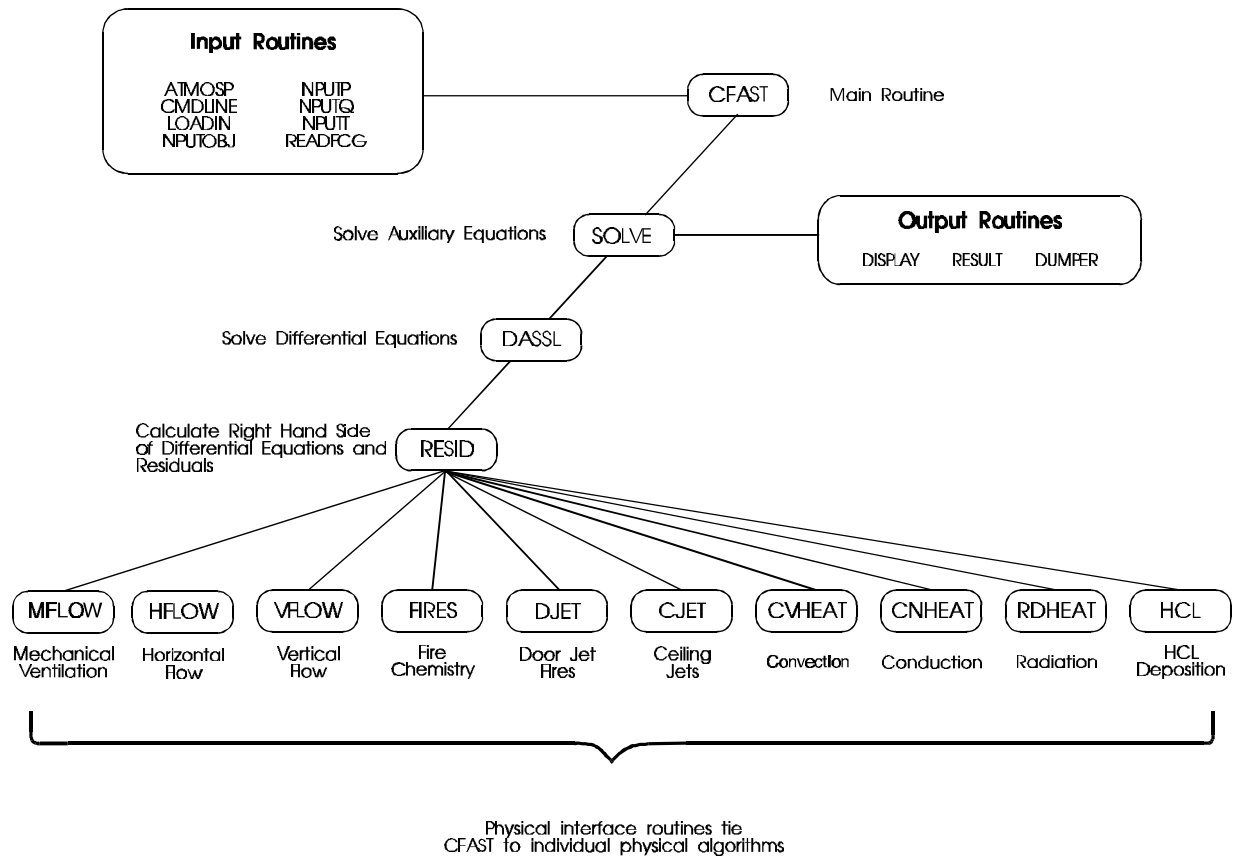 Input Routines
ATMOSP NPUTP
CMDLINE NPUTQ
LOADIN NPUTT
NPUTOBJ READFCG
CFAST
Main Routine
Solve Auxiliary Equations
SOLVE
Output Routines
DISPLAY RESULT DUMPER
Solve Differential Equations
DASSL
Calculate Right Hand Side
of Differential Equations and
Residuals
RESID
MFLOW HFLOW VFLOW FIRES DJET CJET CVHEAT CNHEAT RDHEAT HCL
Mechanical
Ventilation
Horizontal
Flow
Vertical
Flow
Fire
Chemistry
Door Jet
Fires
Ceiling
Jets
Convection
Conduction
Radiation
HCL
Deposition
Physical interface routines tie
CFAST to individual physical algorithms